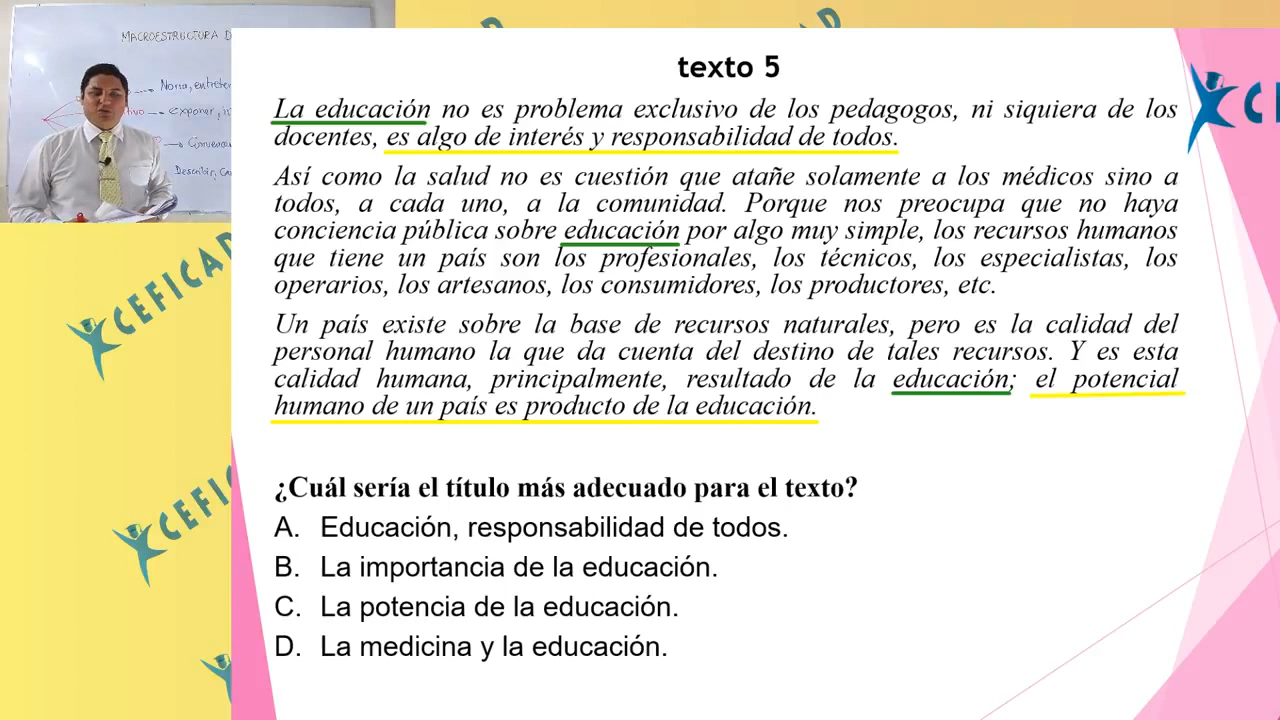 MACROESTRUCTURA D
Narra, entreten
tivo exponer, i
Describir, Ca
texto 5
La educación no es problema exclusivo de los pedagogos, ni siquiera de los
docentes, es algo de interés y responsabilidad de todos.
Así como la salud no es cuestión que atañe solamente a los médicos sino a
todos, a cada uno, a la comunidad. Porque nos preocupa que no haya
conciencia pública sobre educación por algo muy simple, los recursos humanos
que tiene un país son los profesionales, los técnicos, los especialistas, los
operarios, los artesanos, los consumidores, los productores, etc.
Un país existe sobre la base de recursos naturales, pero es la calidad del
personal humano la que da cuenta del destino de tales recursos. Y es esta
calidad humana, principalmente, resultado de la educación; el potencial
humano de un país es producto de la educación.
¿Cuál sería el título más adecuado para el texto?
A. Educación, responsabilidad de todos.
B. La importancia de la educación.
C. La potencia de la educación.
D. La medicina y la educación.
CEFICAD
CEFIC
C